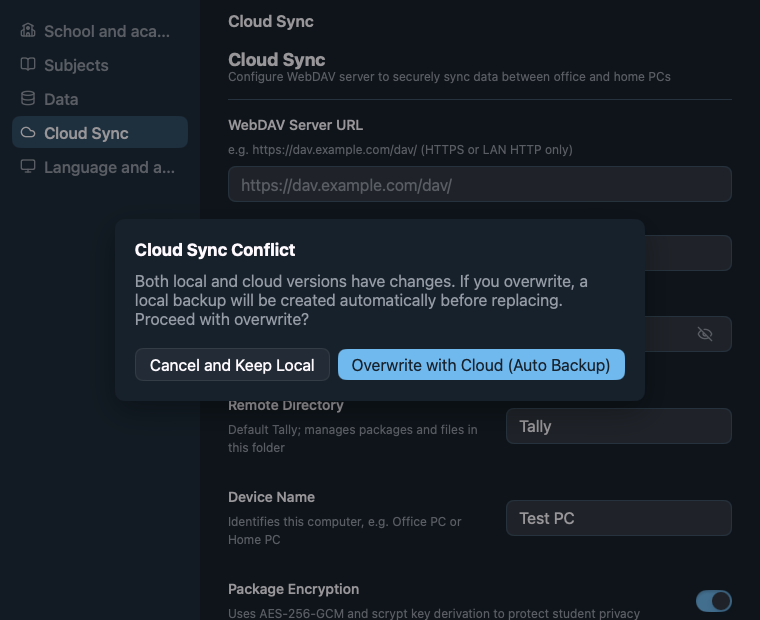 School and aca...
Subjects
Data
Cloud Sync
Language and a...
Cloud Sync
Cloud Sync
Configure WebDAV server to securely sync data between office and home PCs
WebDAV Server URL
e.g. https://dav.example.com/dav/ (HTTPS or LAN HTTP only)
https://dav.example.com/dav/
Cloud Sync Conflict
Both local and cloud versions have changes. If you overwrite, a
local backup will be created automatically before replacing.
Proceed with overwrite?
Cancel and Keep Local
Overwrite with Cloud (Auto Backup)
Remote Directory
Default Tally; manages packages and files in
this folder
Tally
Device Name
Identifies this computer, e.g. Office PC or
Home PC
Test PC
Package Encryption
Uses AES-256-GCM and scrypt key derivation to protect student privacy